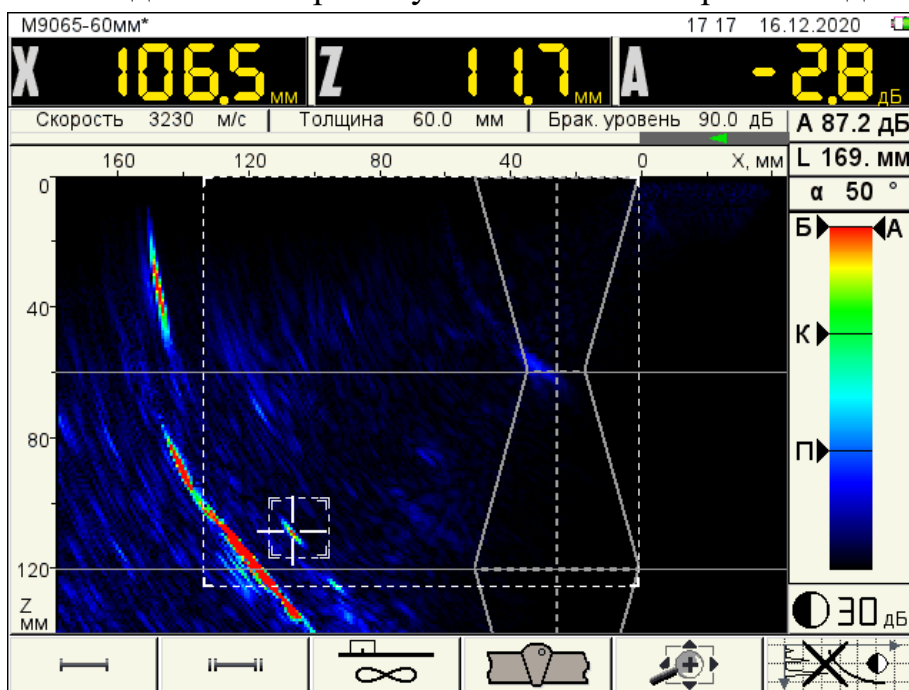 М9065-60мм* 17 17 16.12.2020
X 106.5 мм Z 11.7 мм A -2.8 дБ
Скорость 3230 м/с Толщина 60.0 мм Брак. уровень 90.0 дБ
А 87.2 дБ
L 169. мм
α 50 °
160 120 80 40 0 X, мм
0
40
80
120
Z
мм
Б А
К
П
30 дБ